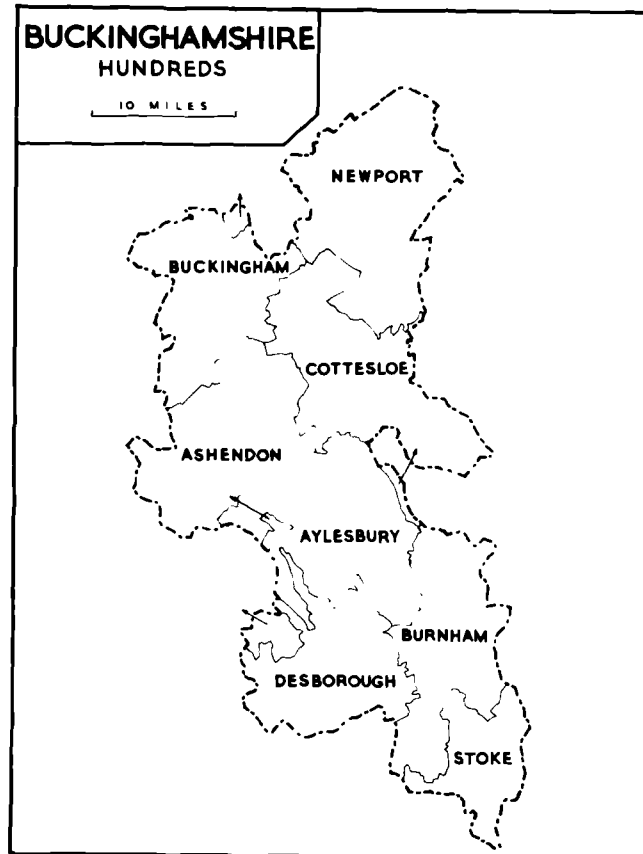 BUCKINGHAMSHIRE
HUNDREDS
10 MILES
NEWPORT
BUCKINGHAM
COTTESLOE
ASHENDON
AYLESBURY
BURNHAM
DESBOROUGH
STOKE